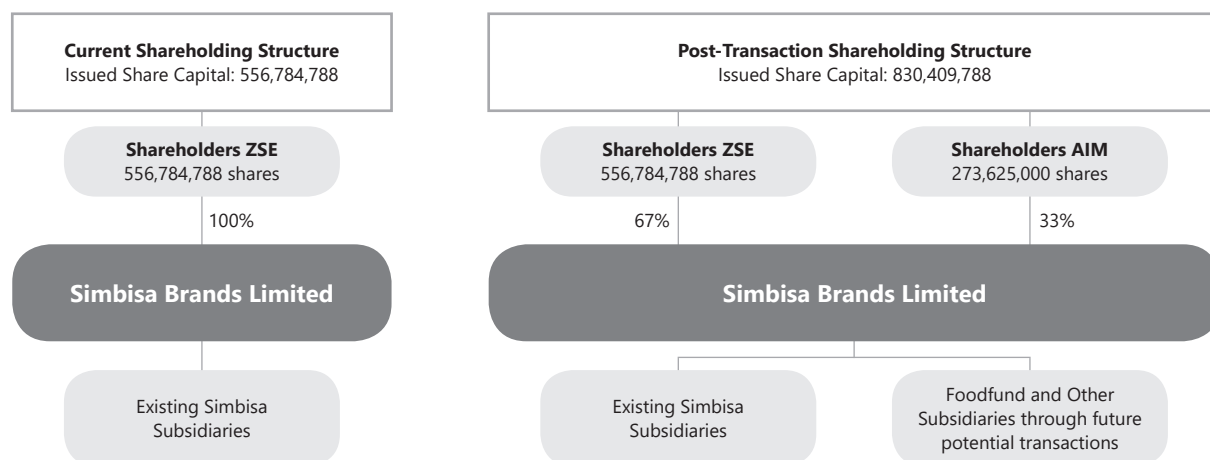 Current Shareholding Structure
Issued Share Capital: 556,784,788
Shareholders ZSE
556,784,788 shares
100%
Simbisa Brands Limited
Existing Simbisa
Subsidiaries
Post-Transaction Shareholding Structure
Issued Share Capital: 830,409,788
Shareholders ZSE
556,784,788 shares
Shareholders AIM
273,625,000 shares
67%
33%
Simbisa Brands Limited
Existing Simbisa
Subsidiaries
Foodfund and Other
Subsidiaries through future
potential transactions